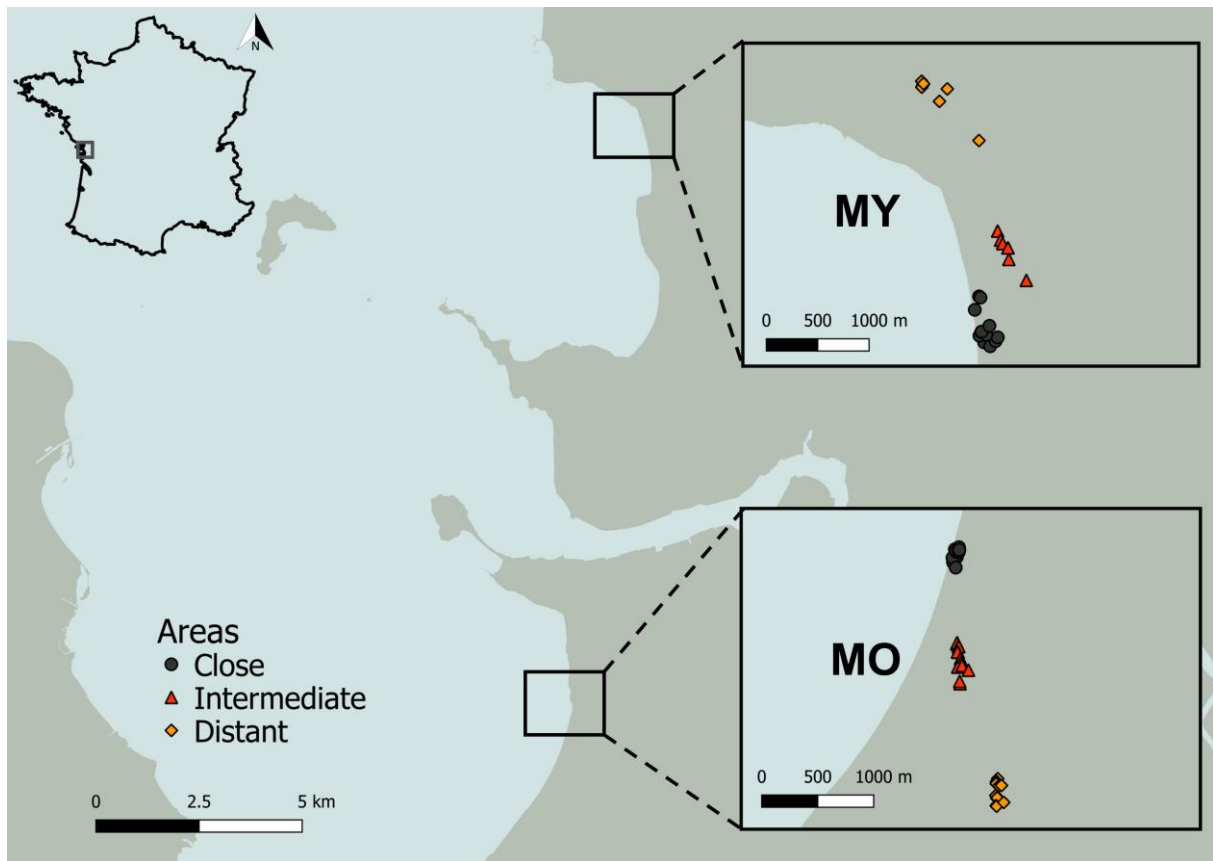 N
MY
0 500 1000 m
MO
0 500 1000 m
Areas
Close
Intermediate
Distant
0 2.5 5 km